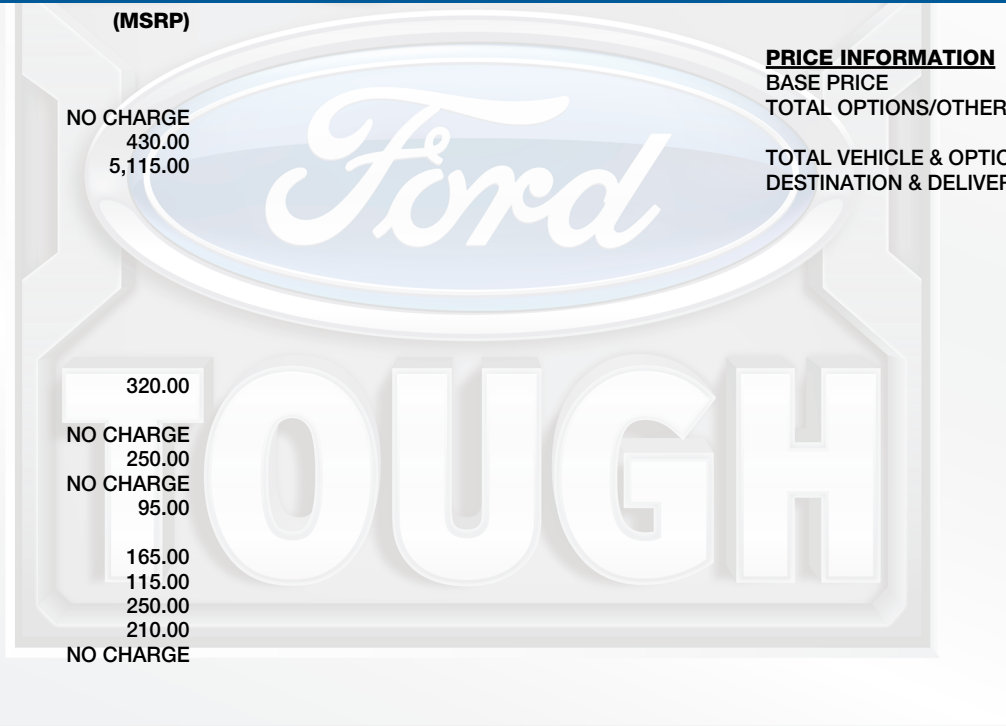 (MSRP)
NO CHARGE
430.00
5,115.00
320.00
NO CHARGE
250.00
NO CHARGE
95.00
165.00
115.00
250.00
210.00
NO CHARGE
PRICE INFORMATION
BASE PRICE
TOTAL OPTIONS/OTHER
TOTAL VEHICLE & OPTIO
DESTINATION & DELIVER
Ford
TOUGH